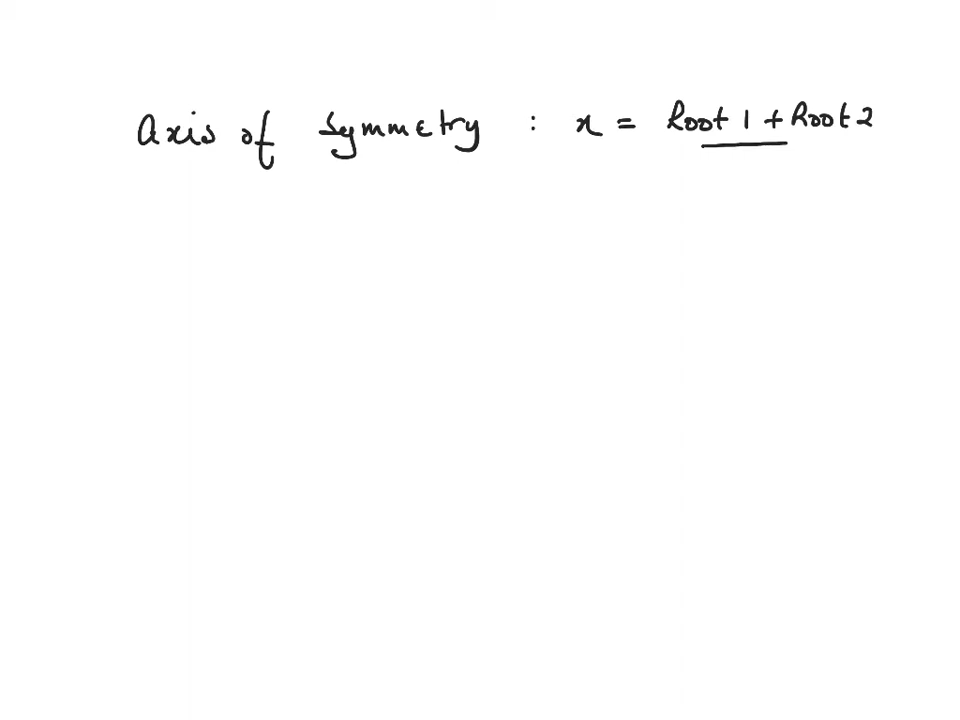 Axis of Symmetry : x = Root 1 + Root 2